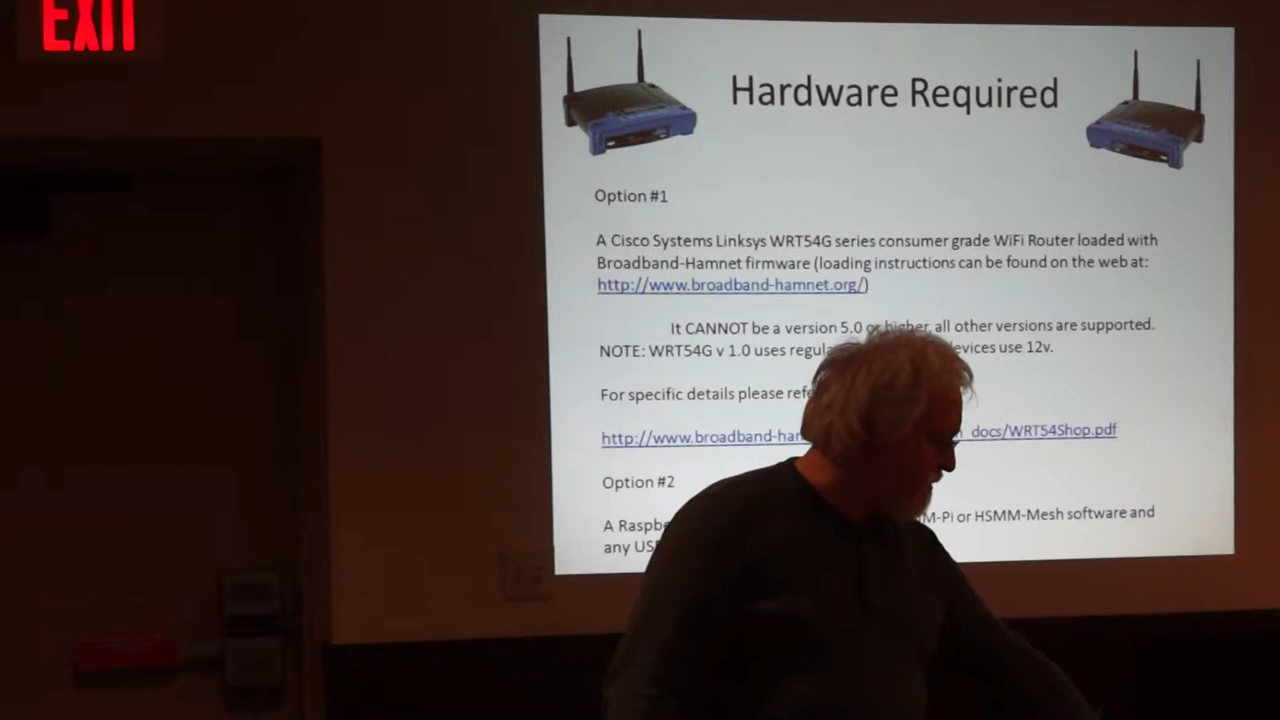 EXIT
Hardware Required
Option #1
A Cisco Systems Linksys WRT54G series consumer grade WiFi Router loaded with
Broadband-Hamnet firmware (loading instructions can be found on the web at:
http://www.broadband-hamnet.org/)
It CANNOT be a version 5.0 or higher, all other versions are supported.
NOTE: WRT54G v 1.0 uses use 12v.
For specific details please
http://www.broadband-ham docs/WRT54Shop.pdf
Option #2
A or HSMM-Mesh software and
any